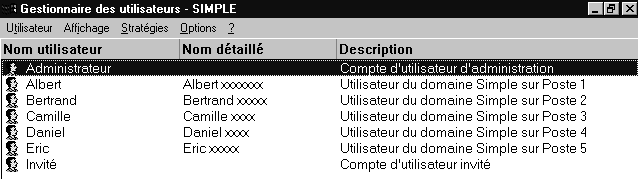 Gestionnaire des utilisateurs - SIMPLE
Utilisateur Affichage Stratégies Options ?
Nom utilisateur Nom détaillé Description
Administrateur Compte d'utilisateur d'administration
Albert Albert xxxxxxx Utilisateur du domaine Simple sur Poste 1
Bertrand Bertrand xxxxx Utilisateur du domaine Simple sur Poste 2
Camille Camille xxxx Utilisateur du domaine Simple sur Poste 3
Daniel Daniel xxxx Utilisateur du domaine Simple sur Poste 4
Eric Eric xxxxx Utilisateur du domaine Simple sur Poste 5
Invité Compte d'utilisateur invité